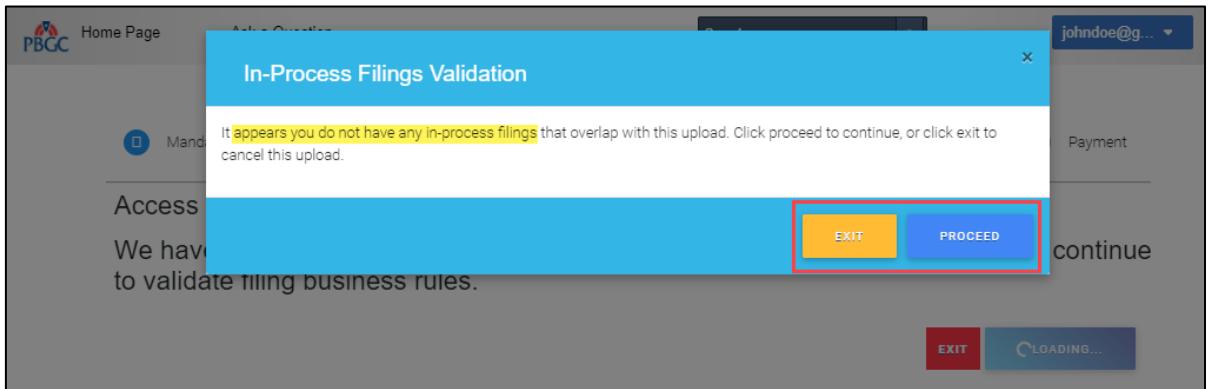 PBGC
Home Page
johndoe@g...
In-Process Filings Validation
×
It appears you do not have any in-process filings that overlap with this upload. Click proceed to continue, or click exit to
cancel this upload.
Payment
Access
EXIT PROCEED
We have continue
to validate filing business rules.
EXIT LOADING...